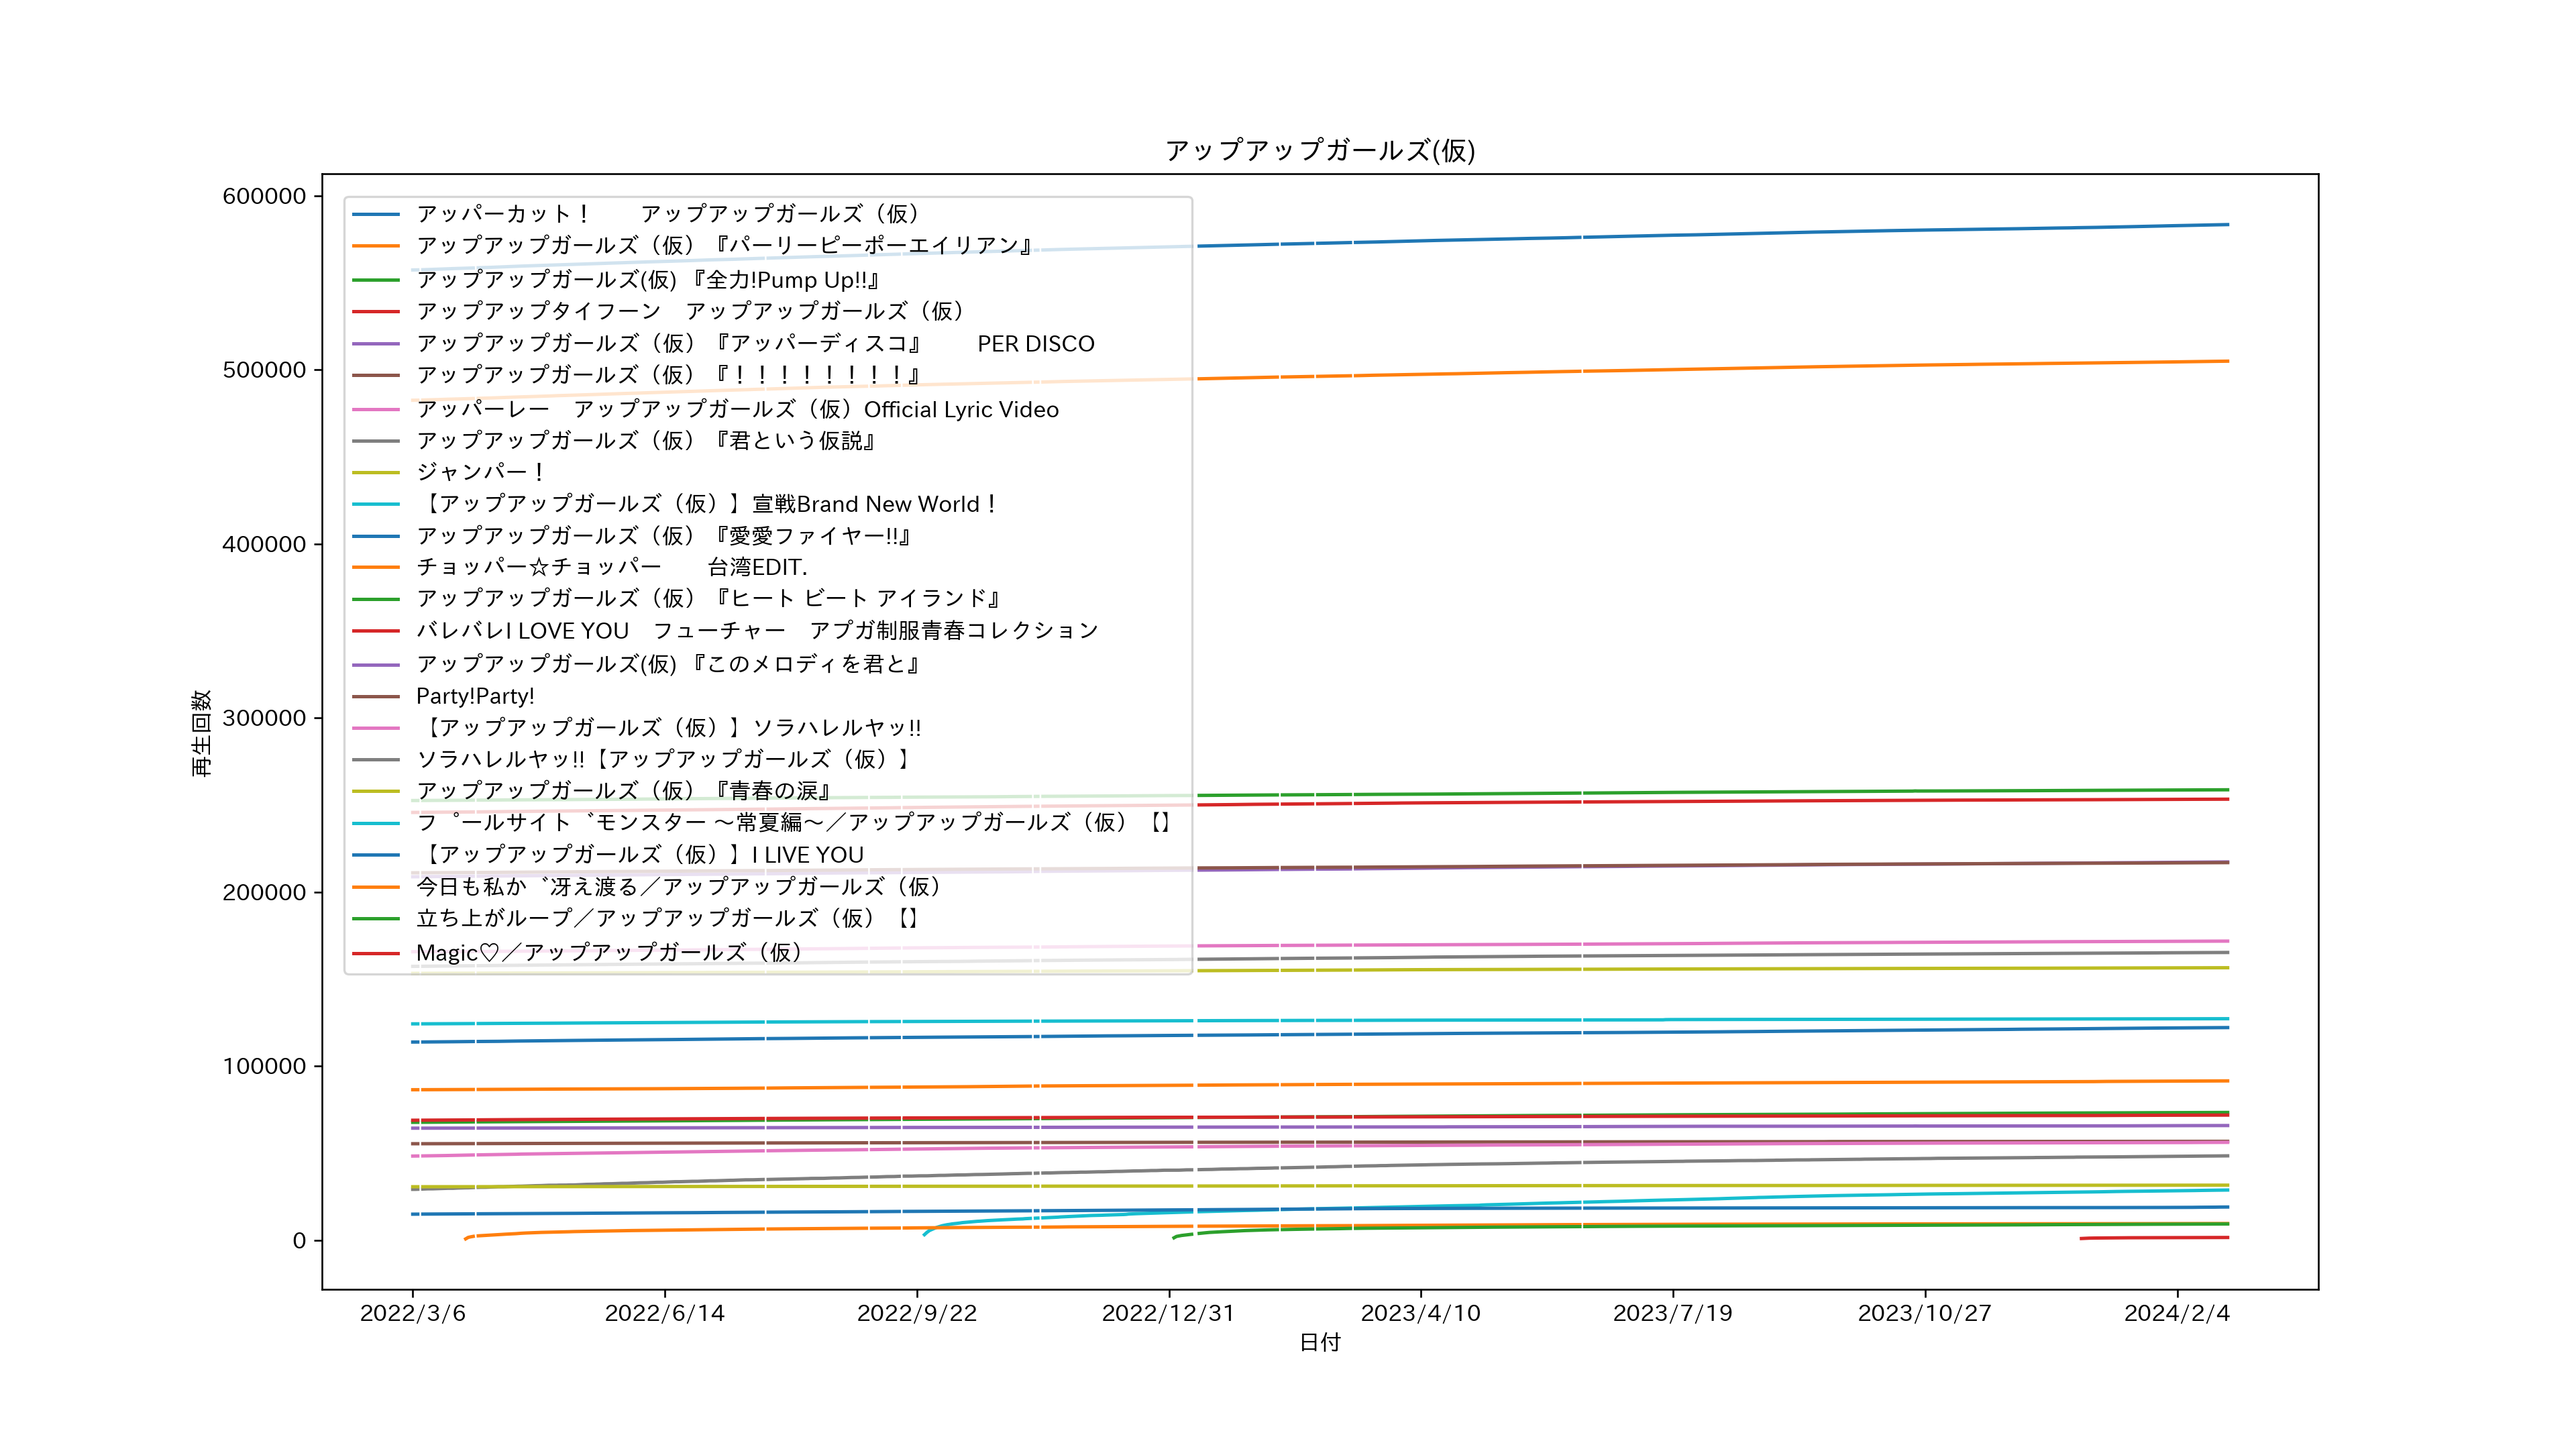 アップアップガールズ(仮)
600000
500000
400000
300000
200000
100000
0
再生回数
アッパーカット！　　アップアップガールズ（仮）
アップアップガールズ（仮）『パーリーピーポーエイリアン』
アップアップガールズ(仮) 『全力!Pump Up!!』
アップアップタイフーン　アップアップガールズ（仮）
アップアップガールズ（仮）『アッパーディスコ』　　PER DISCO
アップアップガールズ（仮）『！！！！！！！！』
アッパーレー　アップアップガールズ（仮）Official Lyric Video
アップアップガールズ（仮）『君という仮説』
ジャンパー！
【アップアップガールズ（仮）】宣戦Brand New World！
アップアップガールズ（仮）『愛愛ファイヤー!!』
チョッパー☆チョッパー　　台湾EDIT.
アップアップガールズ（仮）『ヒート ビート アイランド』
バレバレI LOVE YOU　フューチャー　アプガ制服青春コレクション
アップアップガールズ(仮) 『このメロディを君と』
Party!Party!
【アップアップガールズ（仮）】ソラハレルヤッ!!
ソラハレルヤッ!!【アップアップガールズ（仮）】
アップアップガールズ（仮）『青春の涙』
フ゜ールサイト゛モンスター 〜常夏編〜／アップアップガールズ（仮）【】
【アップアップガールズ（仮）】I LIVE YOU
今日も私か゛冴え渡る／アップアップガールズ（仮）
立ち上がループ／アップアップガールズ（仮）【】
Magic♡／アップアップガールズ（仮）
2022/3/6
2022/6/14
2022/9/22
2022/12/31
2023/4/10
2023/7/19
2023/10/27
2024/2/4
日付